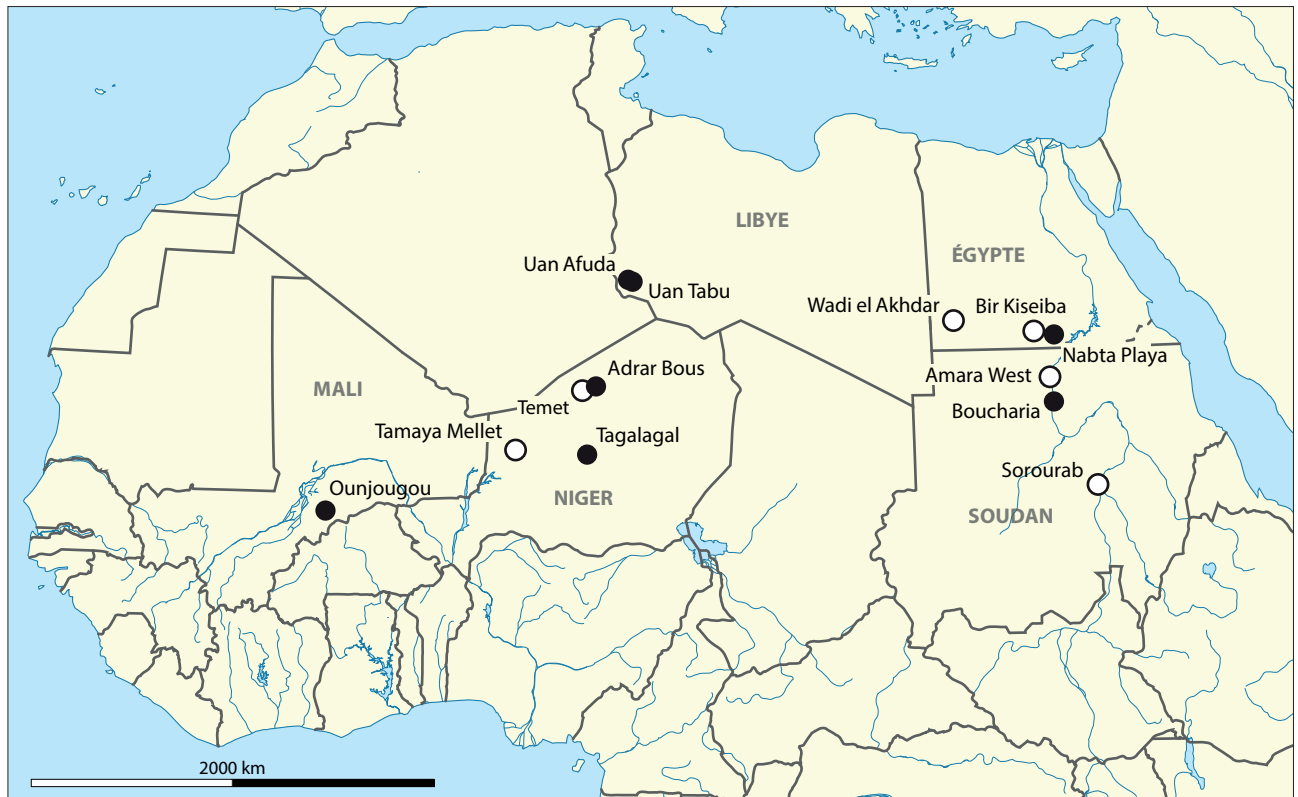 LIBYE
ÉGYPTE
Uan Afuda
Uan Tabu
Wadi el Akhdar
Bir Kiseiba
Nabta Playa
Adrar Bous
Amara West
MALI
Temet
Boucharia
Tamaya Mellet
Tagalagal
Sorourab
Ounjougou
NIGER
SOUDAN
2000 km